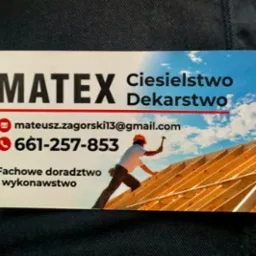 MATEX
Ciesielstwo
Dekarstwo
mateusz.zagorski13@gmail.com
661-257-853
Fachowe doradztwo
wykonawstwo